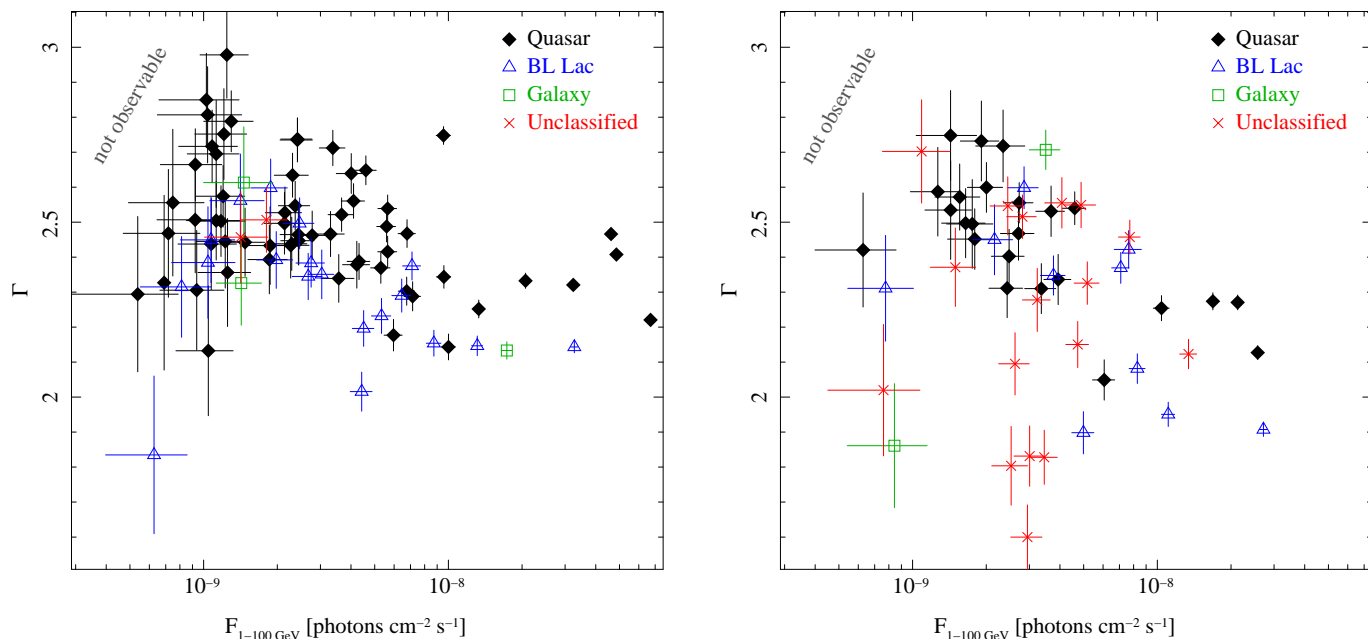 not observable
Quasar
BL Lac
Galaxy
Unclassified
3
2.5
2
Γ
10⁻⁹
10⁻⁸
F₁₋₁₀₀ GeV [photons cm⁻² s⁻¹]
not observable
Quasar
BL Lac
Galaxy
Unclassified
3
2.5
2
Γ
10⁻⁹
10⁻⁸
F₁₋₁₀₀ GeV [photons cm⁻² s⁻¹]